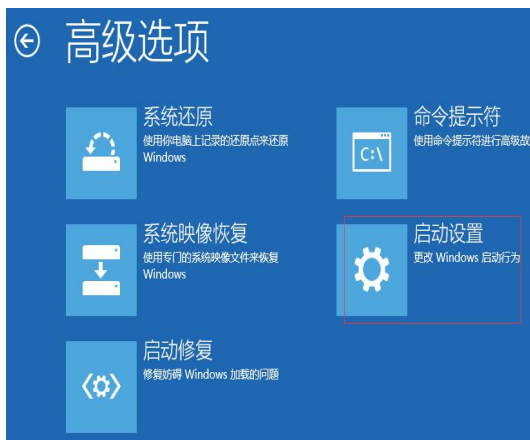 高级选项
系统还原
使用你电脑上记录的还原点来还原
Windows
命令提示符
使用命令提示符进行高级故
C:\
系统映像恢复
使用专门的系统映像文件来恢复
Windows
启动设置
更改 Windows 启动行为
启动修复
修复妨碍 Windows 加载的问题